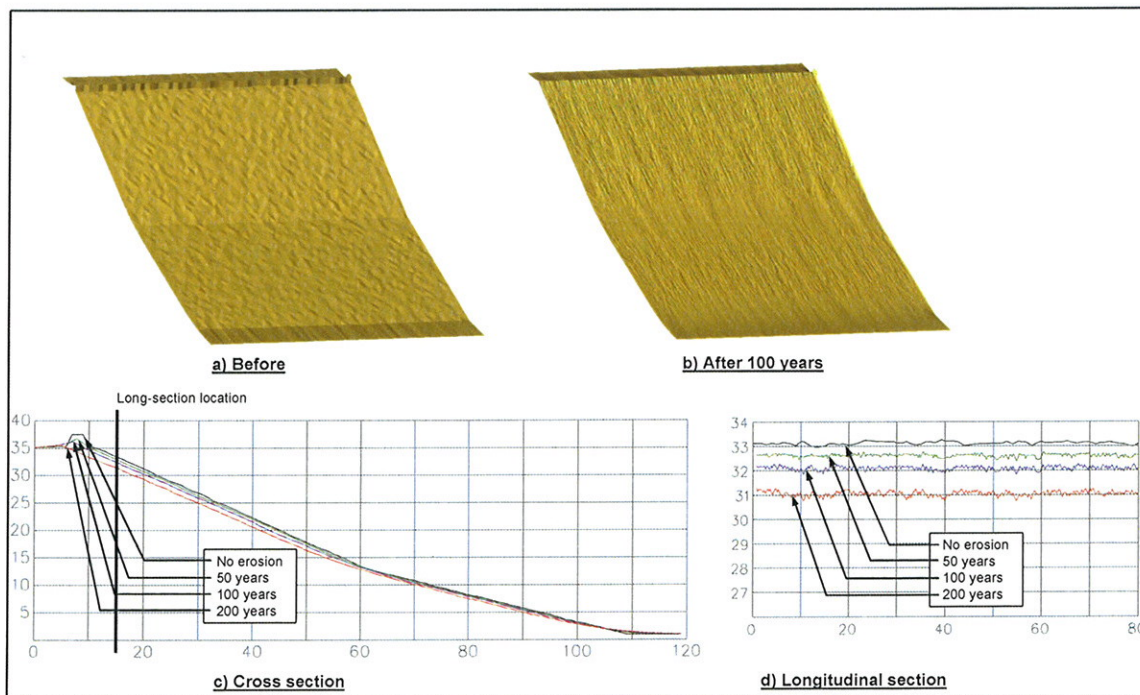 a) Before
b) After 100 years
Long-section location
40
35
30
25
20
15
10
5
No erosion
50 years
100 years
200 years
0 20 40 60 80 100 120
c) Cross section
34
33
32
31
30
29
28
27
No erosion
50 years
100 years
200 years
0 20 40 60 80
d) Longitudinal section